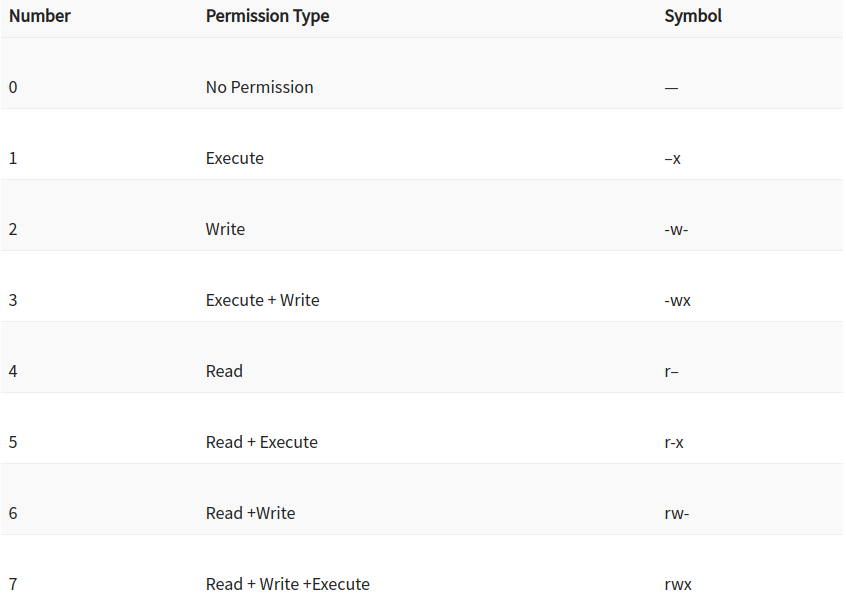 Number Permission Type Symbol
0 No Permission —
1 Execute –x
2 Write -w-
3 Execute + Write -wx
4 Read r–
5 Read + Execute r-x
6 Read +Write rw-
7 Read + Write +Execute rwx